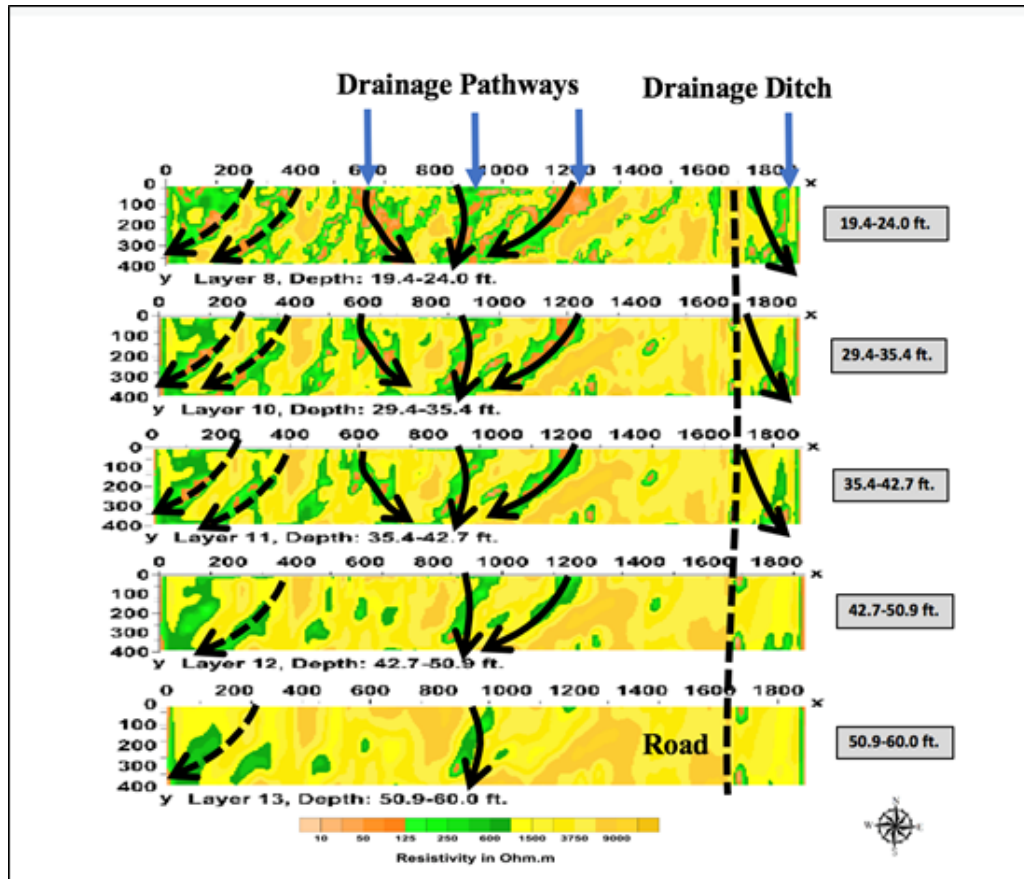 Drainage Pathways
Drainage Ditch
0 200 400 600 800 1000 1200 1400 1600 1800 x
0
100
200
300
400
19.4-24.0 ft.
y Layer 8, Depth: 19.4-24.0 ft.
0 200 400 600 800 1000 1200 1400 1600 1800 x
0
100
200
300
400
29.4-35.4 ft.
y Layer 10, Depth: 29.4-35.4 ft.
0 200 400 600 800 1000 1200 1400 1600 1800 x
0
100
200
300
400
35.4-42.7 ft.
y Layer 11, Depth: 35.4-42.7 ft.
0 200 400 600 800 1000 1200 1400 1600 1800 x
0
100
200
300
400
42.7-50.9 ft.
y Layer 12, Depth: 42.7-50.9 ft.
0 200 400 600 800 1000 1200 1400 1600 1800 x
0
100
200
300
400
Road
50.9-60.0 ft.
y Layer 13, Depth: 50.9-60.0 ft.
10 50 125 250 600 1500 3750 9000
Resistivity in Ohm.m
N
W E
S